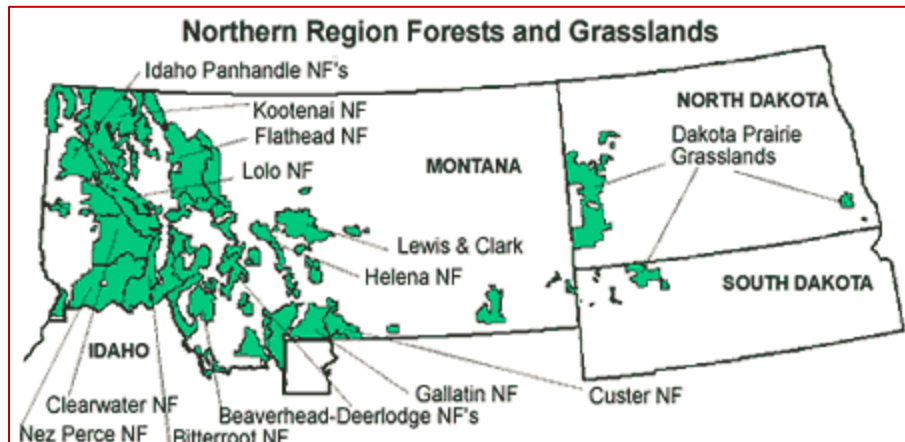 Northern Region Forests and Grasslands
Idaho Panhandle NF's
Kootenai NF
Flathead NF
Lolo NF
MONTANA
NORTH DAKOTA
Dakota Prairie
Grasslands
Lewis & Clark
Helena NF
SOUTH DAKOTA
IDAHO
Gallatin NF
Custer NF
Clearwater NF
Beaverhead-Deerlodge NF's
Nez Perce NF
Bitterroot NF